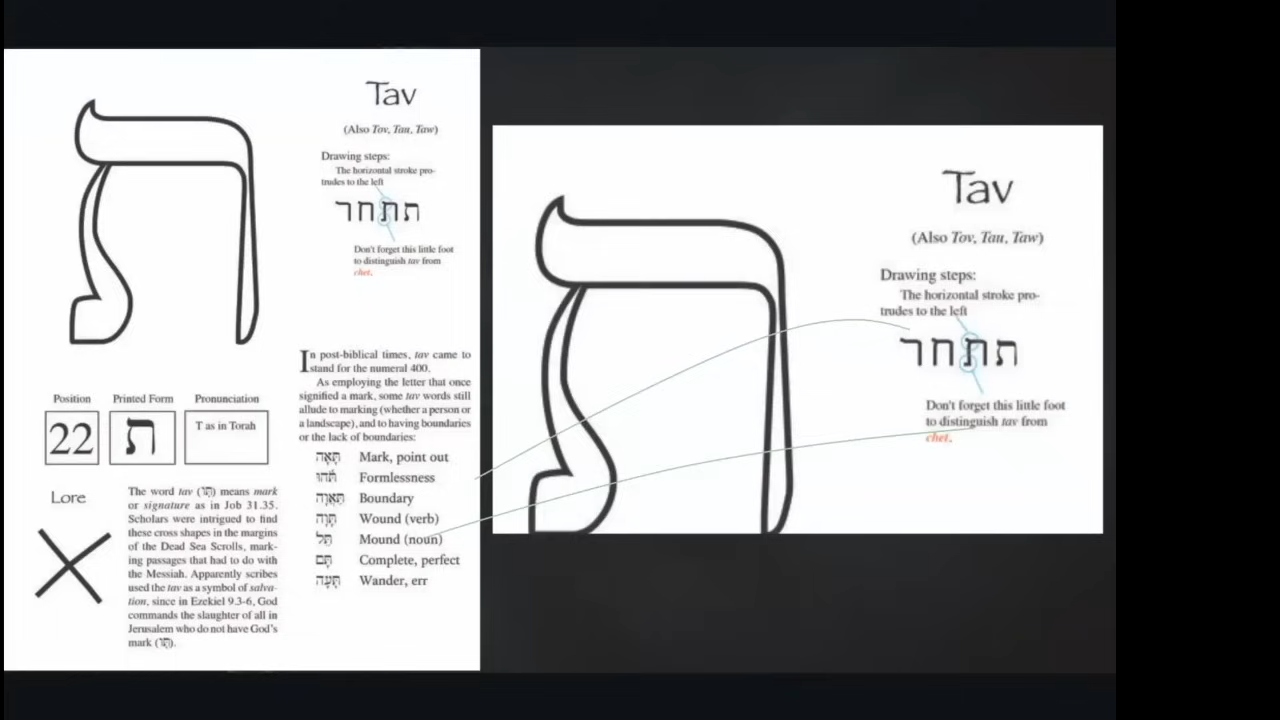 Tav
(Also Tov, Tau, Taw)
Drawing steps:
The horizontal stroke pro-
trudes to the left
תתחר
Don't forget this little foot
to distinguish tav from
chet.
Position
Printed Form
Pronunciation
22
ת
T as in Torah
Lore
The word tav (תָּו) means mark
or signature as in Job 31.35.
Scholars were intrigued to find
these cross shapes in the margins
of the Dead Sea Scrolls, mark-
ing passages that had to do with
the Messiah. Apparently scribes
used the tav as a symbol of salva-
tion, since in Ezekiel 9.3-6, God
commands the slaughter of all in
Jerusalem who do not have God's
mark (תָּו).
In post-biblical times, tav came to
stand for the numeral 400.
As employing the letter that once
signified a mark, some tav words still
allude to marking (whether a person or
a landscape), and to having boundaries
or the lack of boundaries:
תָּאָה Mark, point out
תֹּהוּ Formlessness
תַּאֲוָה Boundary
תָּוָה Wound (verb)
תֵּל Mound (noun)
תָּם Complete, perfect
תָּעָה Wander, err
Tav
(Also Tov, Tau, Taw)
Drawing steps:
The horizontal stroke pro-
trudes to the left
תתחר
Don't forget this little foot
to distinguish tav from
chet.